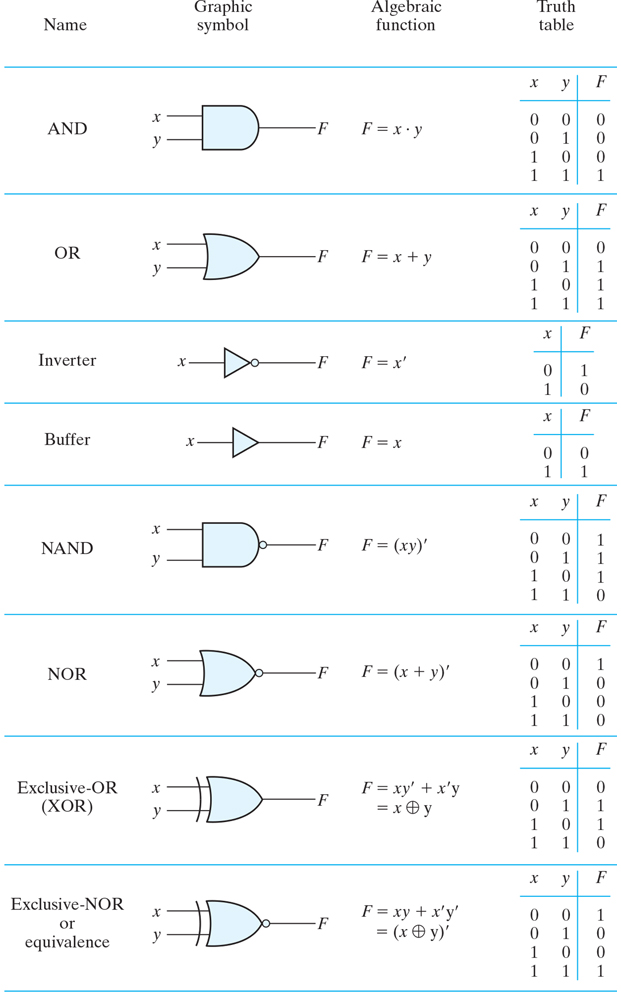 Name Graphic symbol Algebraic function Truth table
AND
x
y
F
F = x · y
x y F
0 0 0
0 1 0
1 0 0
1 1 1
OR
x
y
F
F = x + y
x y F
0 0 0
0 1 1
1 0 1
1 1 1
Inverter
x
F
F = x′
x F
0 1
1 0
Buffer
x
F
F = x
x F
0 0
1 1
NAND
x
y
F
F = (xy)′
x y F
0 0 1
0 1 1
1 0 1
1 1 0
NOR
x
y
F
F = (x + y)′
x y F
0 0 1
0 1 0
1 0 0
1 1 0
Exclusive-OR
(XOR)
x
y
F
F = xy′ + x′y
= x ⊕ y
x y F
0 0 0
0 1 1
1 0 1
1 1 0
Exclusive-NOR
or
equivalence
x
y
F
F = xy + x′y′
= (x ⊕ y)′
x y F
0 0 1
0 1 0
1 0 0
1 1 1